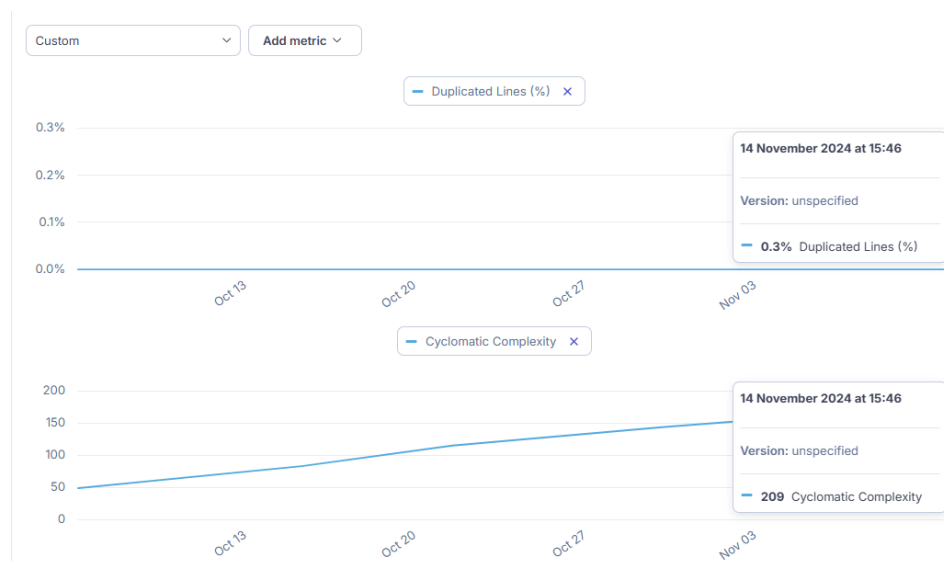 Custom
Add metric
Duplicated Lines (%)
0.3%
14 November 2024 at 15:46
0.2%
Version: unspecified
0.1%
0.3% Duplicated Lines (%)
0.0%
Oct 13
Oct 20
Oct 27
Nov 03
Cyclomatic Complexity
200
14 November 2024 at 15:46
150
Version: unspecified
100
50
209 Cyclomatic Complexity
0
Oct 13
Oct 20
Oct 27
Nov 03